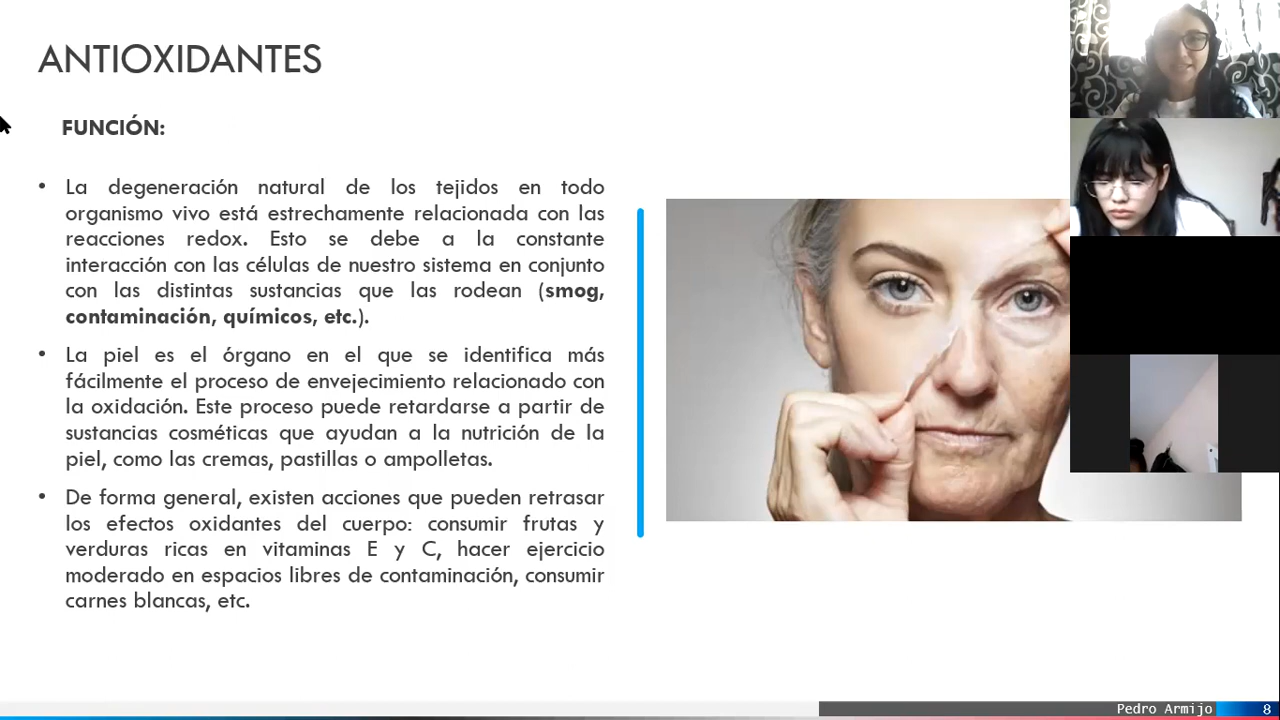 ANTIOXIDANTES
FUNCIÓN:
• La degeneración natural de los tejidos en todo
organismo vivo está estrechamente relacionada con las
reacciones redox. Esto se debe a la constante
interacción con las células de nuestro sistema en conjunto
con las distintas sustancias que las rodean (smog,
contaminación, químicos, etc.).
• La piel es el órgano en el que se identifica más
fácilmente el proceso de envejecimiento relacionado con
la oxidación. Este proceso puede retardarse a partir de
sustancias cosméticas que ayudan a la nutrición de la
piel, como las cremas, pastillas o ampolletas.
• De forma general, existen acciones que pueden retrasar
los efectos oxidantes del cuerpo: consumir frutas y
verduras ricas en vitaminas E y C, hacer ejercicio
moderado en espacios libres de contaminación, consumir
carnes blancas, etc.
Pedro Armijo 8